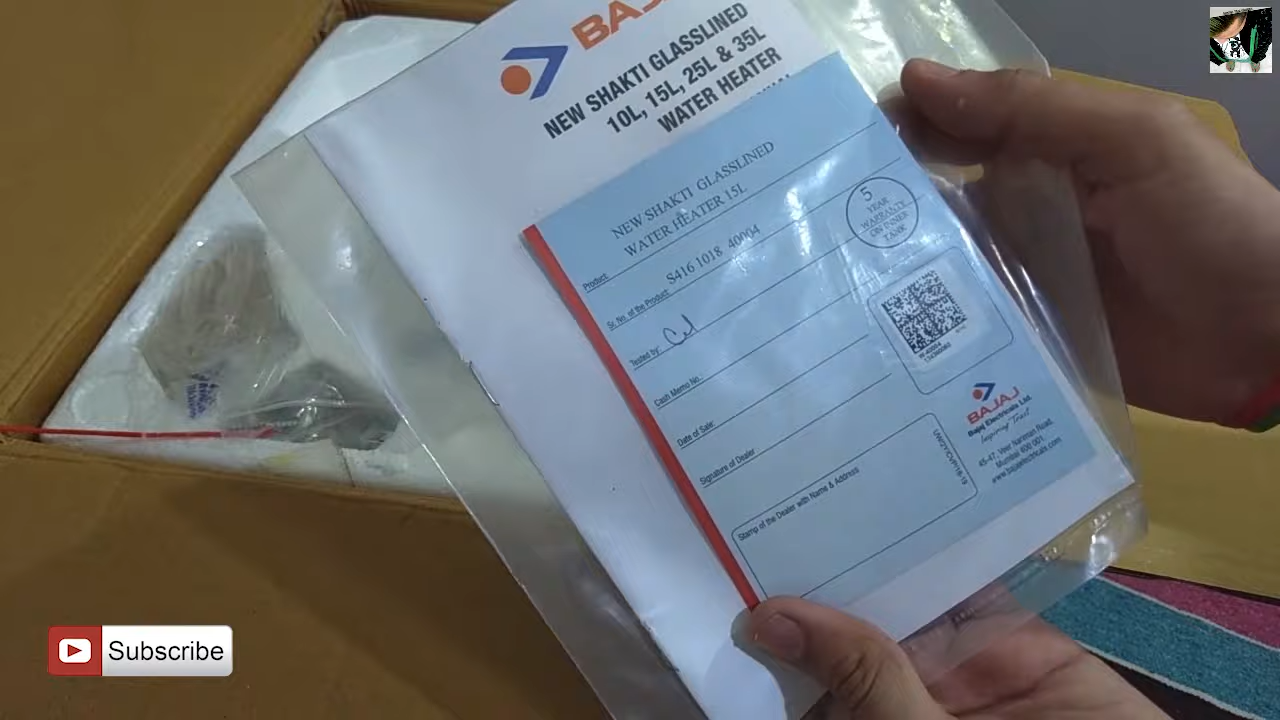 BAJAJ
NEW SHAKTI GLASSLINED
10L, 15L, 25L & 35L
WATER HEATER
NEW SHAKTI GLASSLINED
Product: WATER HEATER 15L
Sr. No. of the Product: S416 1018 40004
Tested by:
Cash Memo No.:
Date of Sale:
Signature of Dealer
Stamp of the Dealer with Name & Address
5
YEAR
WARRANTY
ON INNER
TANK
BAJAJ
Bajaj Electricals Ltd.
Inspiring Trust
45-47, Veer Nariman Road,
Mumbai 400 001.
www.bajajelectricals.com
Subscribe